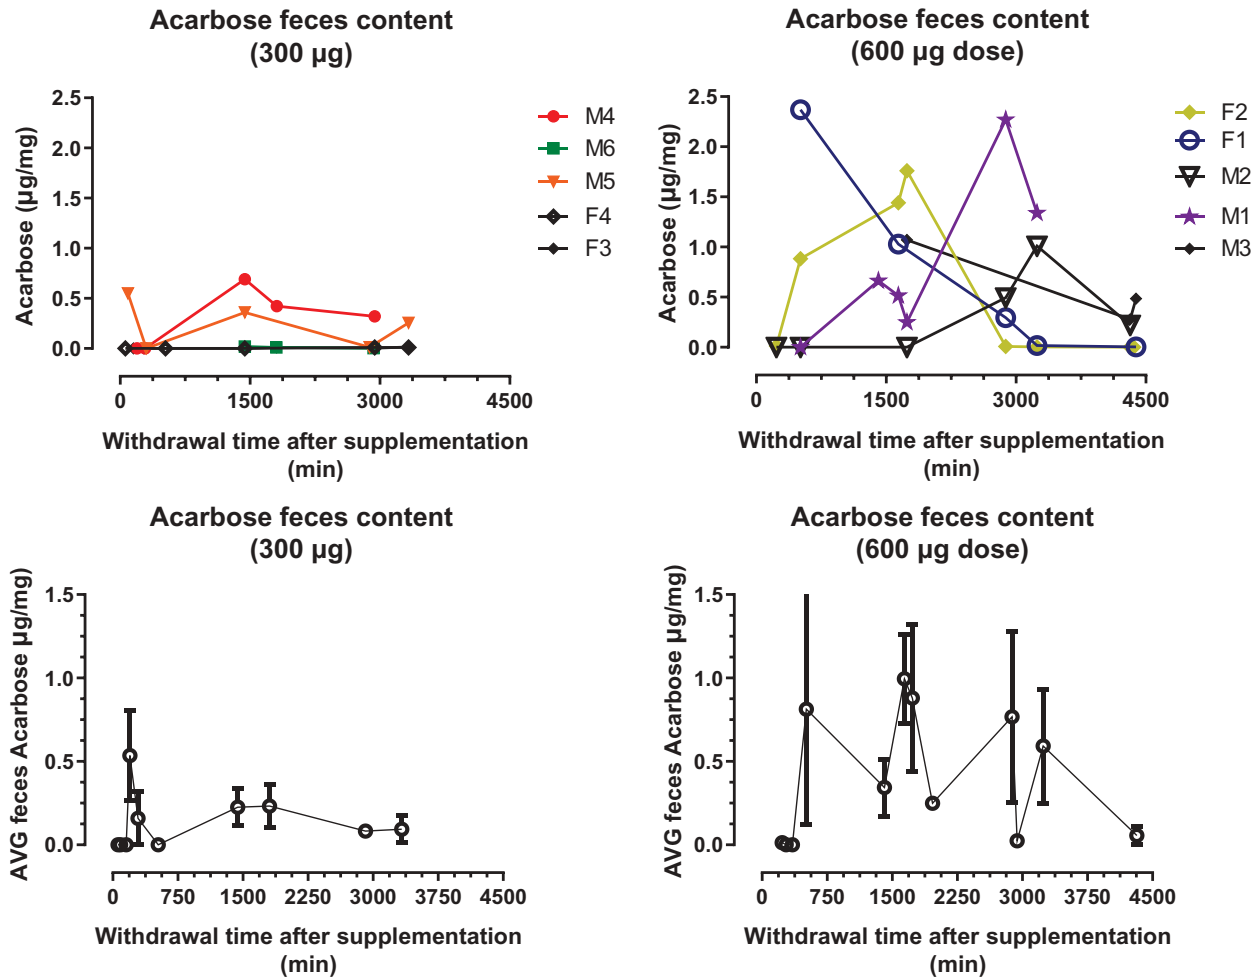 Acarbose feces content
(300 µg)
Acarbose (µg/mg)
2.5
2.0
1.5
1.0
0.5
0.0
0
1500
3000
4500
Withdrawal time after supplementation
(min)
M4
M6
M5
F4
F3
Acarbose feces content
(600 µg dose)
Acarbose (µg/mg)
2.5
2.0
1.5
1.0
0.5
0.0
0
1500
3000
4500
Withdrawal time after supplementation
(min)
F2
F1
M2
M1
M3
Acarbose feces content
(300 µg)
AVG feces Acarbose µg/mg
1.5
1.0
0.5
0.0
0
750
1500
2250
3000
3750
4500
Withdrawal time after supplementation
(min)
Acarbose feces content
(600 µg dose)
AVG feces Acarbose µg/mg
1.5
1.0
0.5
0.0
0
750
1500
2250
3000
3750
4500
Withdrawal time after supplementation
(min)